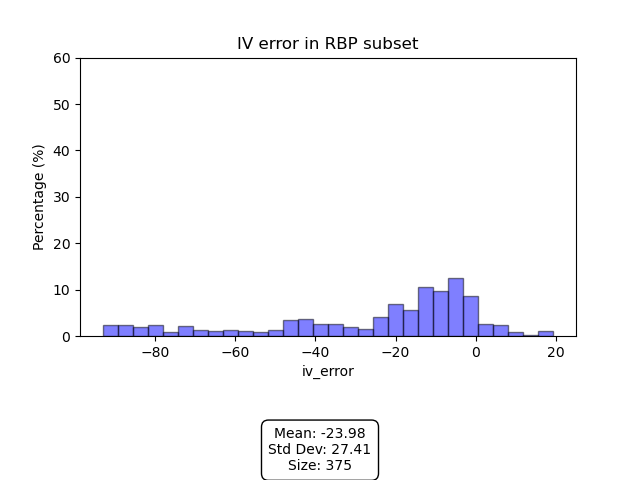 IV error in RBP subset
60
50
40
30
20
10
0
Percentage (%)
−80
−60
−40
−20
0
20
iv_error
Mean: -23.98
Std Dev: 27.41
Size: 375